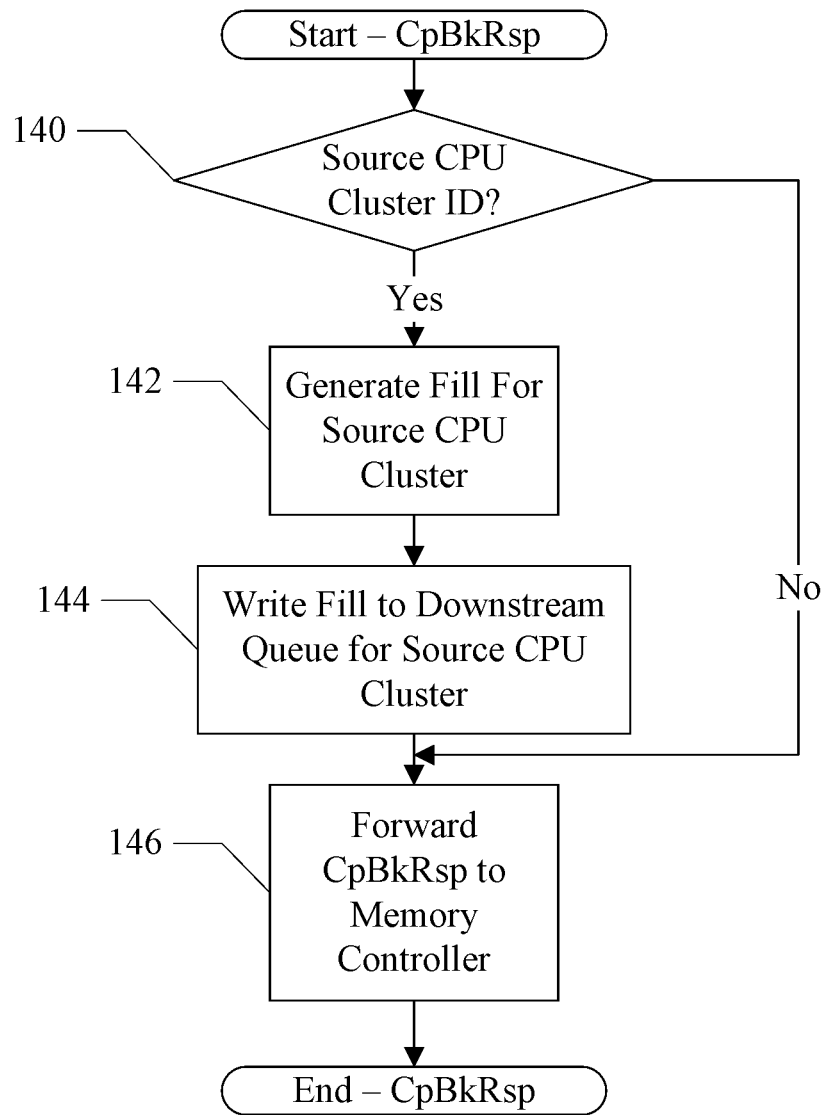 Start – CpBkRsp
140
Source CPU
Cluster ID?
Yes
142
Generate Fill For
Source CPU
Cluster
144
Write Fill to Downstream
Queue for Source CPU
Cluster
No
146
Forward
CpBkRsp to
Memory
Controller
End – CpBkRsp